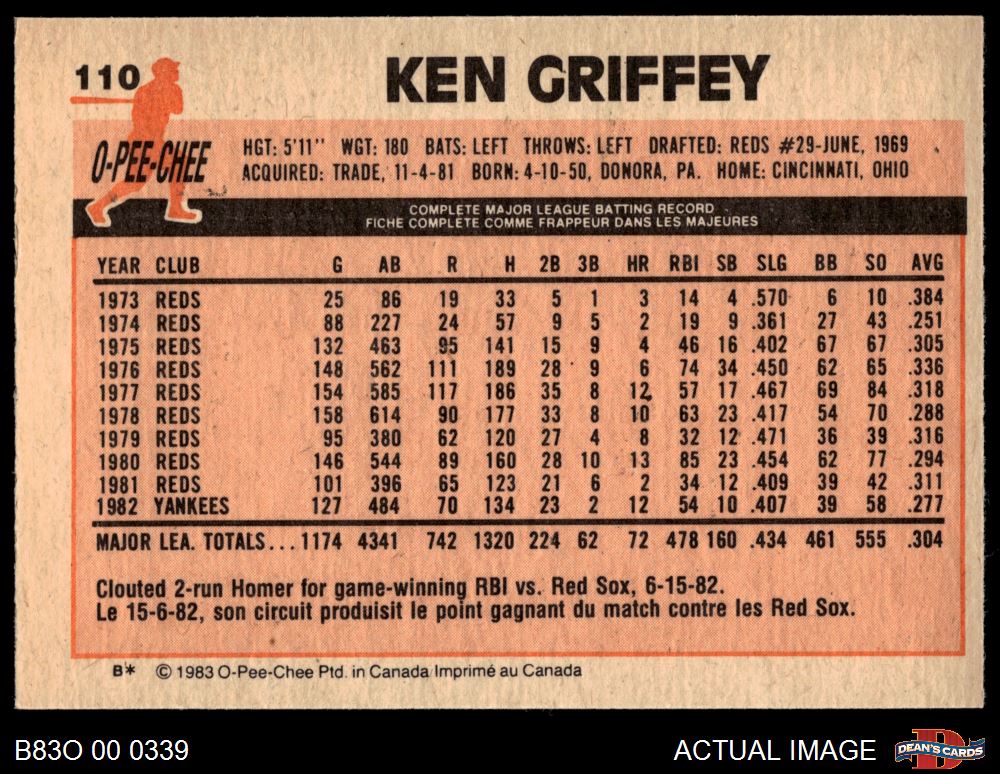 110
KEN GRIFFEY
O-PEE-CHEE
HGT: 5'11" WGT: 180 BATS: LEFT THROWS: LEFT DRAFTED: REDS #29-JUNE, 1969
ACQUIRED: TRADE, 11-4-81 BORN: 4-10-50, DONORA, PA. HOME: CINCINNATI, OHIO
COMPLETE MAJOR LEAGUE BATTING RECORD
FICHE COMPLETE COMME FRAPPEUR DANS LES MAJEURES
YEAR CLUB G AB R H 2B 3B HR RBI SB SLG BB SO AVG
1973 REDS 25 86 19 33 5 1 3 14 4 .570 6 10 .384
1974 REDS 88 227 24 57 9 5 2 19 9 .361 27 43 .251
1975 REDS 132 463 95 141 15 9 4 46 16 .402 67 67 .305
1976 REDS 148 562 111 189 28 9 6 74 34 .450 62 65 .336
1977 REDS 154 585 117 186 35 8 12 57 17 .467 69 84 .318
1978 REDS 158 614 90 177 33 8 10 63 23 .417 54 70 .288
1979 REDS 95 380 62 120 27 4 8 32 12 .471 36 39 .316
1980 REDS 146 544 89 160 28 10 13 85 23 .454 62 77 .294
1981 REDS 101 396 65 123 21 6 2 34 12 .409 39 42 .311
1982 YANKEES 127 484 70 134 23 2 12 54 10 .407 39 58 .277
MAJOR LEA. TOTALS... 1174 4341 742 1320 224 62 72 478 160 .434 461 555 .304
Clouted 2-run Homer for game-winning RBI vs. Red Sox, 6-15-82.
Le 15-6-82, son circuit produisit le point gagnant du match contre les Red Sox.
B* © 1983 O-Pee-Chee Ptd. in Canada/Imprimé au Canada
B83O 00 0339
ACTUAL IMAGE
DEAN'S CARDS